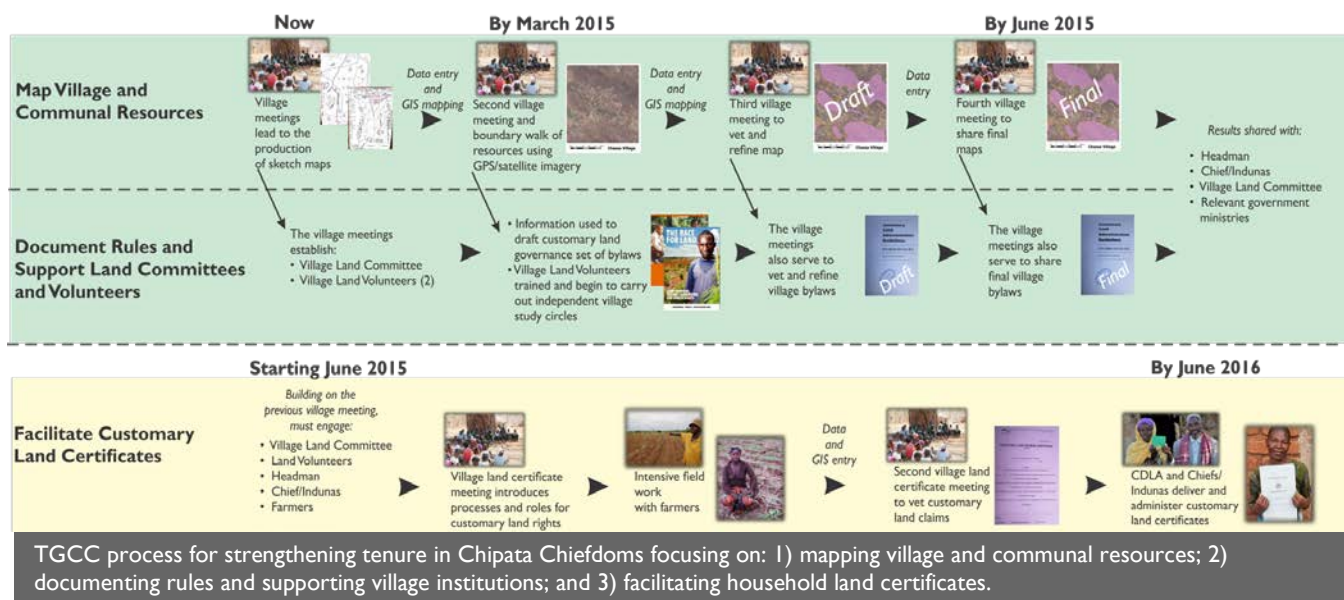 Now
By March 2015
By June 2015
Map Village and
Communal Resources
Village
meetings
lead to the
production
of sketch maps
Data entry
and
GIS mapping
Second village
meeting and
boundary walk of
resources using
GPS/satellite imagery
Data entry
and
GIS mapping
Third village
meeting to
vet and
refine map
Draft
Data
entry
Fourth village
meeting to
share final
maps
Final
Results shared with:
• Headman
• Chief/Indunas
• Village Land Committee
• Relevant government
ministries
Document Rules and
Support Land Committees
and Volunteers
The village meetings
establish:
• Village Land Committee
• Village Land Volunteers (2)
• Information used to
draft customary land
governance set of bylaws
• Village Land Volunteers
trained and begin to carry
out independent village
study circles
THE RACE
FOR LAND
The village
meetings
also serve to
vet and refine
village bylaws
Draft
The village
meetings also
serve to share
final village
bylaws
Final
Starting June 2015
By June 2016
Facilitate Customary
Land Certificates
Building on the
previous village meeting,
must engage:
• Village Land Committee
• Land Volunteers
• Headman
• Chief/Indunas
• Farmers
Village land certificate
meeting introduces
processes and roles for
customary land rights
Intensive field
work
with farmers
Data
and
GIS entry
Second village land
certificate meeting
to vet customary
land claims
CDLA and Chiefs/
Indunas deliver and
administer customary
land certificates
TGCC process for strengthening tenure in Chipata Chiefdoms focusing on: 1) mapping village and communal resources; 2)
documenting rules and supporting village institutions; and 3) facilitating household land certificates.